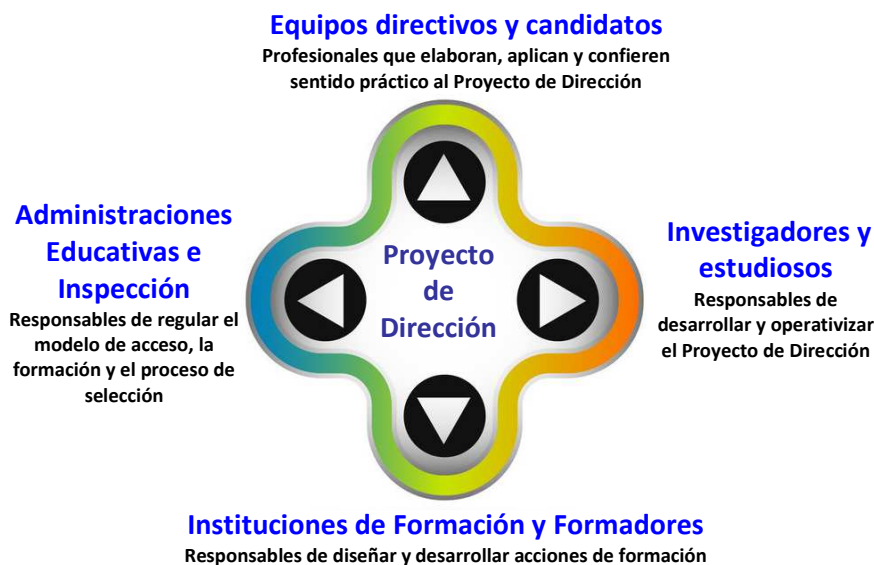 Equipos directivos y candidatos
Profesionales que elaboran, aplican y confieren
sentido práctico al Proyecto de Dirección
Administraciones
Educativas e
Inspección
Responsables de regular el
modelo de acceso, la
formación y el proceso de
selección
Proyecto
de
Dirección
Investigadores y
estudiosos
Responsables de
desarrollar y operativizar
el Proyecto de Dirección
Instituciones de Formación y Formadores
Responsables de diseñar y desarrollar acciones de formación